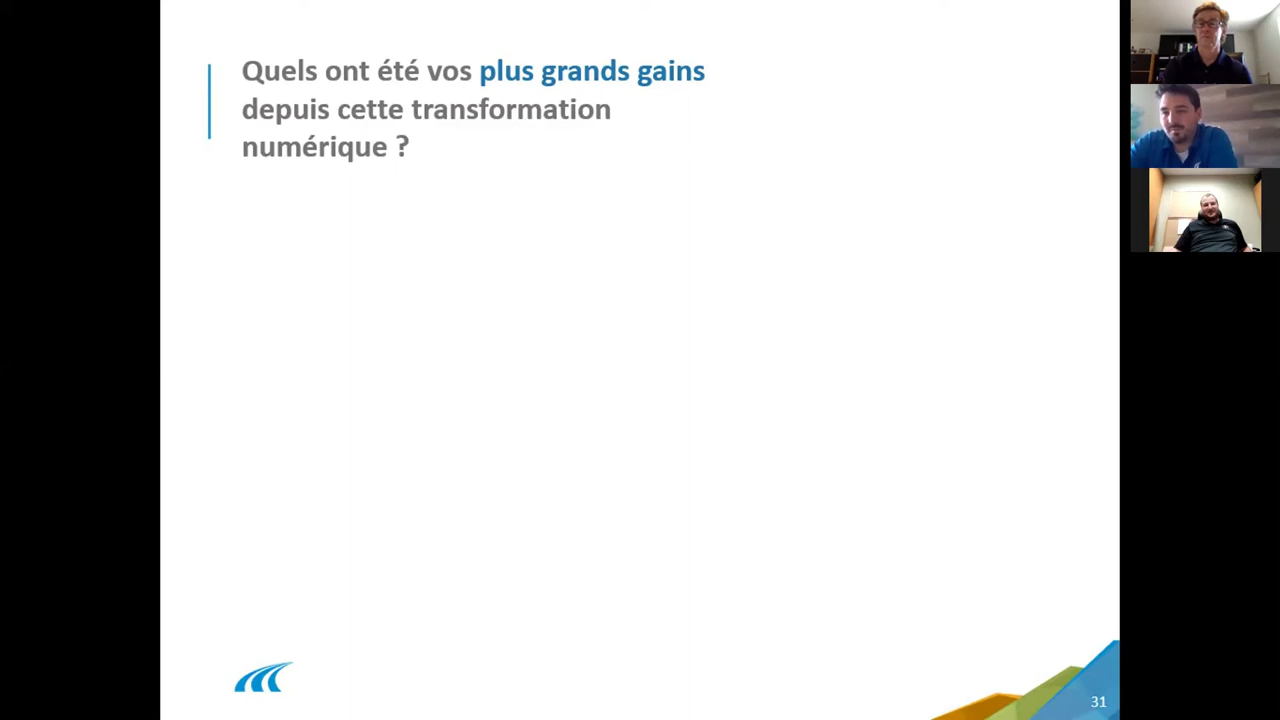 Quels ont été vos plus grands gains
depuis cette transformation
numérique ?
31